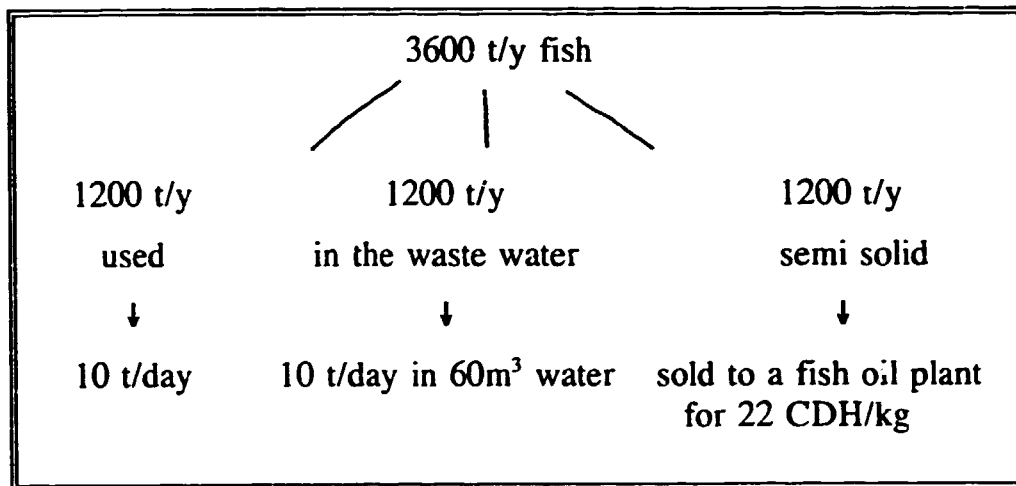 3600 t/y fish
1200 t/y 1200 t/y 1200 t/y
used in the waste water semi solid
↓ ↓ ↓
10 t/day 10 t/day in 60m³ water sold to a fish oil plant
for 22 CDH/kg